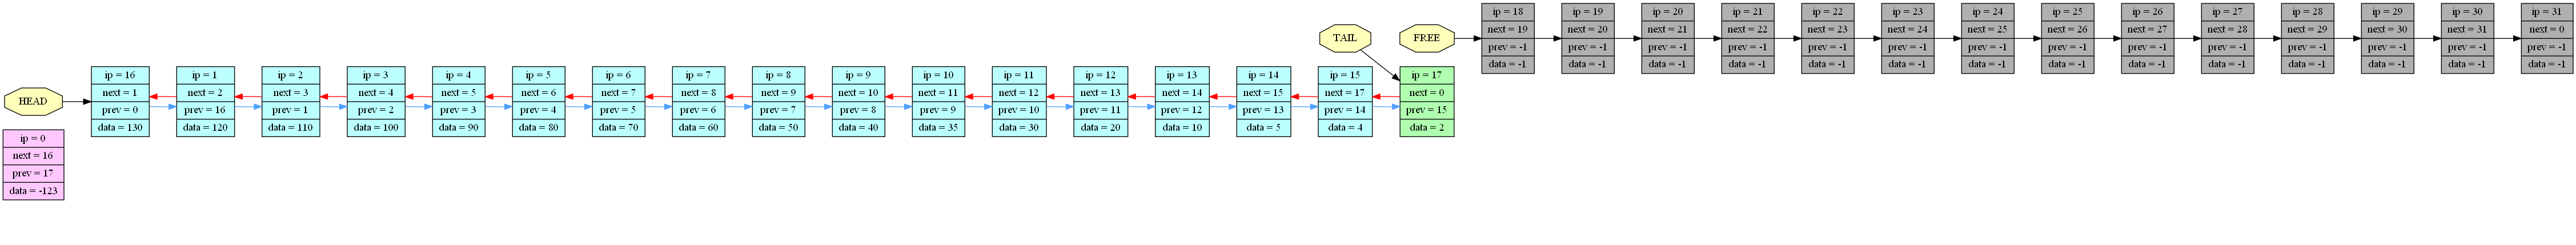 HEAD
ip = 0
next = 16
prev = 17
data = -123
ip = 16
next = 1
prev = 0
data = 130
ip = 1
next = 2
prev = 16
data = 120
ip = 2
next = 3
prev = 1
data = 110
ip = 3
next = 4
prev = 2
data = 100
ip = 4
next = 5
prev = 3
data = 90
ip = 5
next = 6
prev = 4
data = 80
ip = 6
next = 7
prev = 5
data = 70
ip = 7
next = 8
prev = 6
data = 60
ip = 8
next = 9
prev = 7
data = 50
ip = 9
next = 10
prev = 8
data = 40
ip = 10
next = 11
prev = 9
data = 35
ip = 11
next = 12
prev = 10
data = 30
ip = 12
next = 13
prev = 11
data = 20
ip = 13
next = 14
prev = 12
data = 10
ip = 14
next = 15
prev = 13
data = 5
ip = 15
next = 17
prev = 14
data = 4
TAIL
ip = 17
next = 0
prev = 15
data = 2
FREE
ip = 18
next = 19
prev = -1
data = -1
ip = 19
next = 20
prev = -1
data = -1
ip = 20
next = 21
prev = -1
data = -1
ip = 21
next = 22
prev = -1
data = -1
ip = 22
next = 23
prev = -1
data = -1
ip = 23
next = 24
prev = -1
data = -1
ip = 24
next = 25
prev = -1
data = -1
ip = 25
next = 26
prev = -1
data = -1
ip = 26
next = 27
prev = -1
data = -1
ip = 27
next = 28
prev = -1
data = -1
ip = 28
next = 29
prev = -1
data = -1
ip = 29
next = 30
prev = -1
data = -1
ip = 30
next = 31
prev = -1
data = -1
ip = 31
next = 0
prev = -1
data = -1